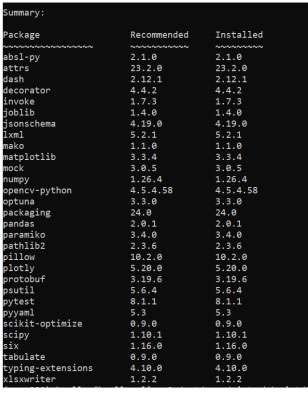 Summary:
Package Recommended Installed
~~~~~~~~~~~~~~~~~ ~~~~~~~~~~~ ~~~~~~~~~
absl-py 2.1.0 2.1.0
attrs 23.2.0 23.2.0
dash 2.12.1 2.12.1
decorator 4.4.2 4.4.2
invoke 1.7.3 1.7.3
joblib 1.4.0 1.4.0
jsonschema 4.19.0 4.19.0
lxml 5.2.1 5.2.1
mako 1.1.0 1.1.0
matplotlib 3.3.4 3.3.4
mock 3.0.5 3.0.5
numpy 1.26.4 1.26.4
opencv-python 4.5.4.58 4.5.4.58
optuna 3.3.0 3.3.0
packaging 24.0 24.0
pandas 2.0.1 2.0.1
paramiko 3.4.0 3.4.0
pathlib2 2.3.6 2.3.6
pillow 10.2.0 10.2.0
plotly 5.20.0 5.20.0
protobuf 3.19.6 3.19.6
psutil 5.6.4 5.6.4
pytest 8.1.1 8.1.1
pyyaml 5.3 5.3
scikit-optimize 0.9.0 0.9.0
scipy 1.10.1 1.10.1
six 1.16.0 1.16.0
tabulate 0.9.0 0.9.0
typing-extensions 4.10.0 4.10.0
xlsxwriter 1.2.2 1.2.2